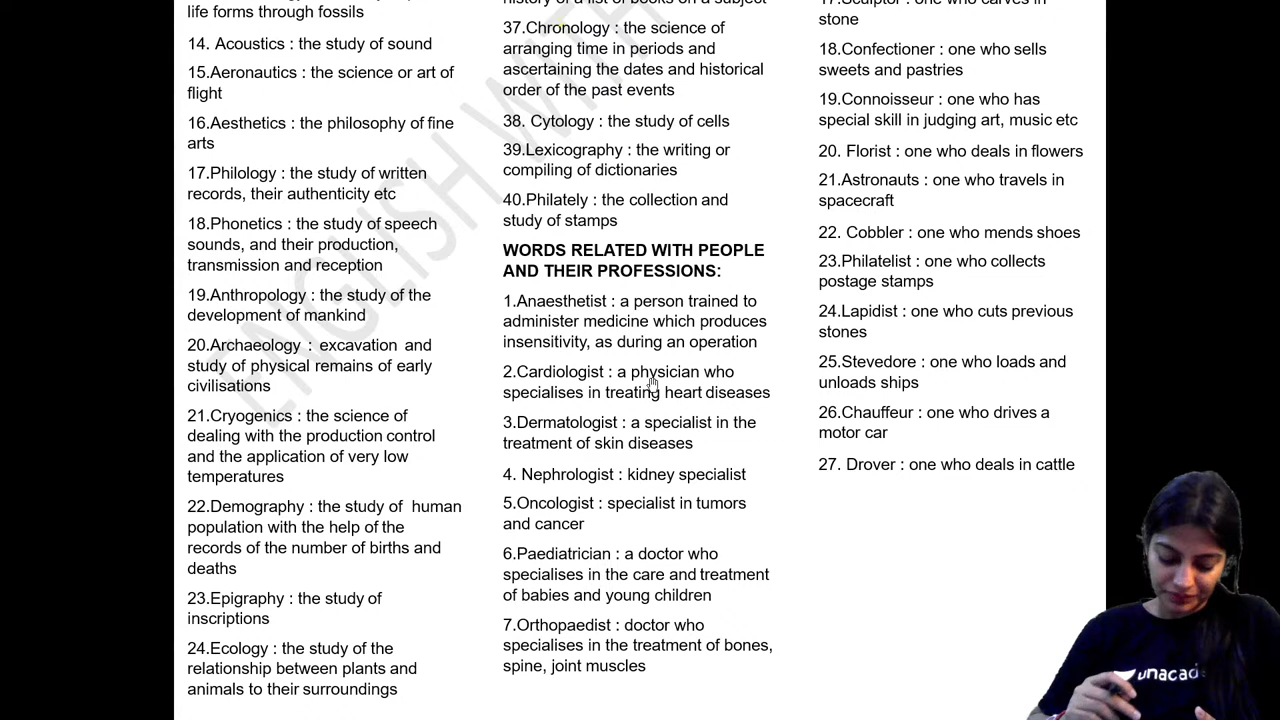 life forms through fossils
14. Acoustics : the study of sound
15.Aeronautics : the science or art of
flight
16.Aesthetics : the philosophy of fine
arts
17.Philology : the study of written
records, their authenticity etc
18.Phonetics : the study of speech
sounds, and their production,
transmission and reception
19.Anthropology : the study of the
development of mankind
20.Archaeology : excavation and
study of physical remains of early
civilisations
21.Cryogenics : the science of
dealing with the production control
and the application of very low
temperatures
22.Demography : the study of human
population with the help of the
records of the number of births and
deaths
23.Epigraphy : the study of
inscriptions
24.Ecology : the study of the
relationship between plants and
animals to their surroundings
history of a list of books on a subject
37.Chronology : the science of
arranging time in periods and
ascertaining the dates and historical
order of the past events
38. Cytology : the study of cells
39.Lexicography : the writing or
compiling of dictionaries
40.Philately : the collection and
study of stamps
WORDS RELATED WITH PEOPLE
AND THEIR PROFESSIONS:
1.Anaesthetist : a person trained to
administer medicine which produces
insensitivity, as during an operation
2.Cardiologist : a physician who
specialises in treating heart diseases
3.Dermatologist : a specialist in the
treatment of skin diseases
4. Nephrologist : kidney specialist
5.Oncologist : specialist in tumors
and cancer
6.Paediatrician : a doctor who
specialises in the care and treatment
of babies and young children
7.Orthopaedist : doctor who
specialises in the treatment of bones,
spine, joint muscles
17.Sculptor : one who carves in
stone
18.Confectioner : one who sells
sweets and pastries
19.Connoisseur : one who has
special skill in judging art, music etc
20. Florist : one who deals in flowers
21.Astronauts : one who travels in
spacecraft
22. Cobbler : one who mends shoes
23.Philatelist : one who collects
postage stamps
24.Lapidist : one who cuts previous
stones
25.Stevedore : one who loads and
unloads ships
26.Chauffeur : one who drives a
motor car
27. Drover : one who deals in cattle
ENGLISH WITH
unacad